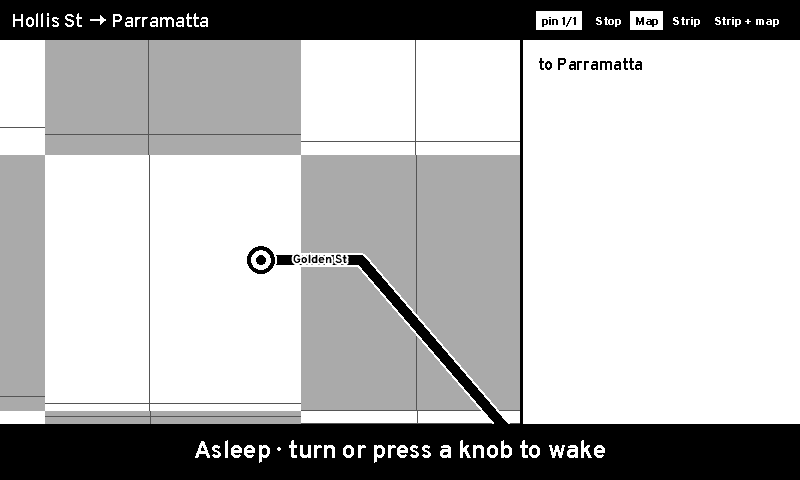 Hollis St → Parramatta
pin 1/1 Stop Map Strip Strip + map
to Parramatta
Golden St
Asleep · turn or press a knob to wake